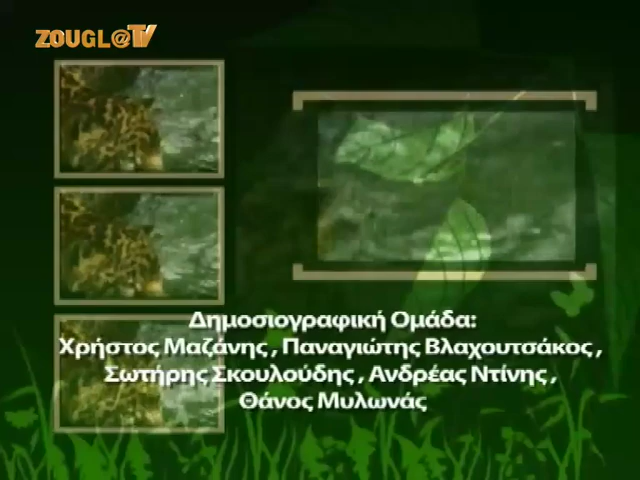 ZOUGL@TV
Δημοσιογραφική Ομάδα:
Χρήστος Μαζάνης , Παναγιώτης Βλαχουτσάκος ,
Σωτήρης Σκουλούδης , Ανδρέας Ντίνης ,
Θάνος Μυλωνάς